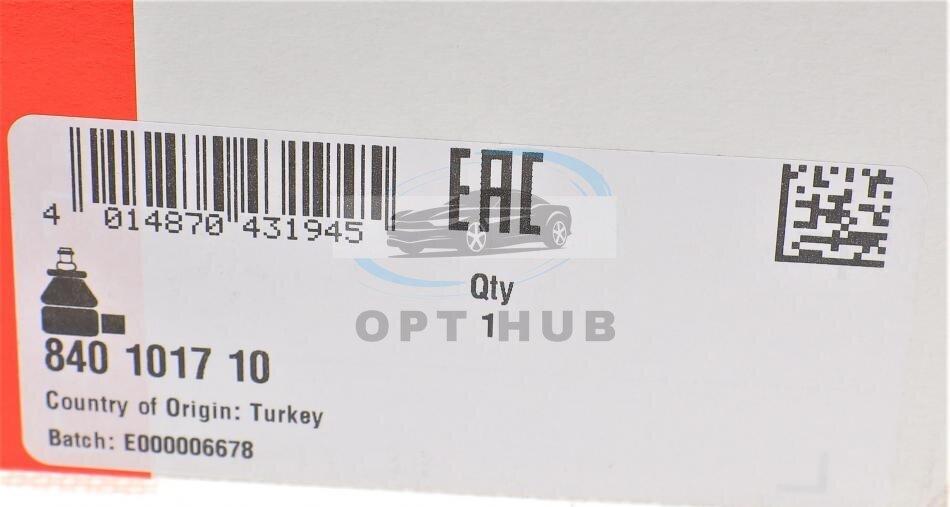 4 014870 431945
EAC
Qty
1
OPT HUB
840 1017 10
Country of Origin: Turkey
Batch: E000006678